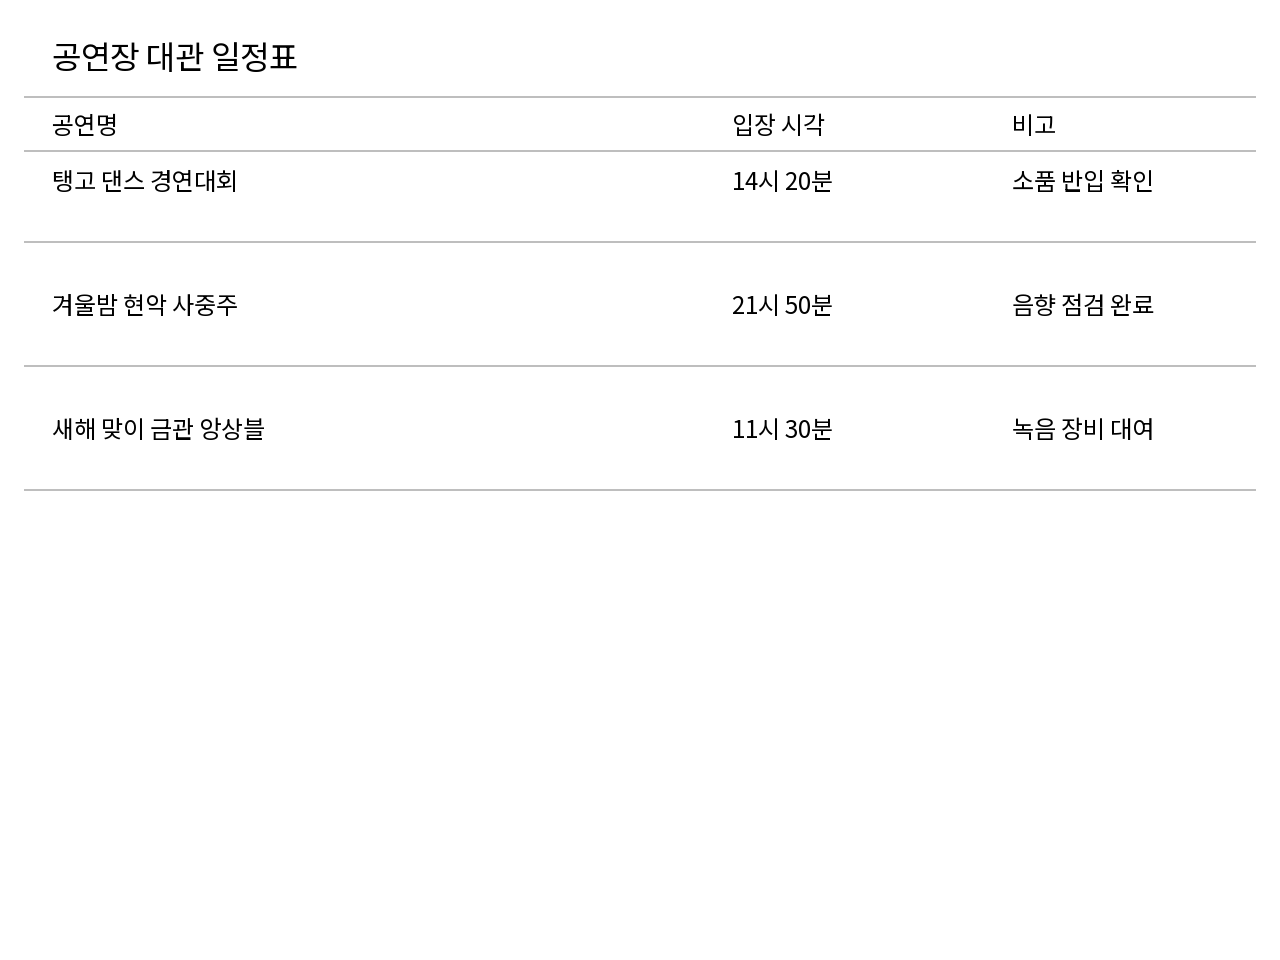 공연장 대관 일정표
공연명 입장 시각 비고
탱고 댄스 경연대회 14시 20분 소품 반입 확인
겨울밤 현악 사중주 21시 50분 음향 점검 완료
새해 맞이 금관 앙상블 11시 30분 녹음 장비 대여